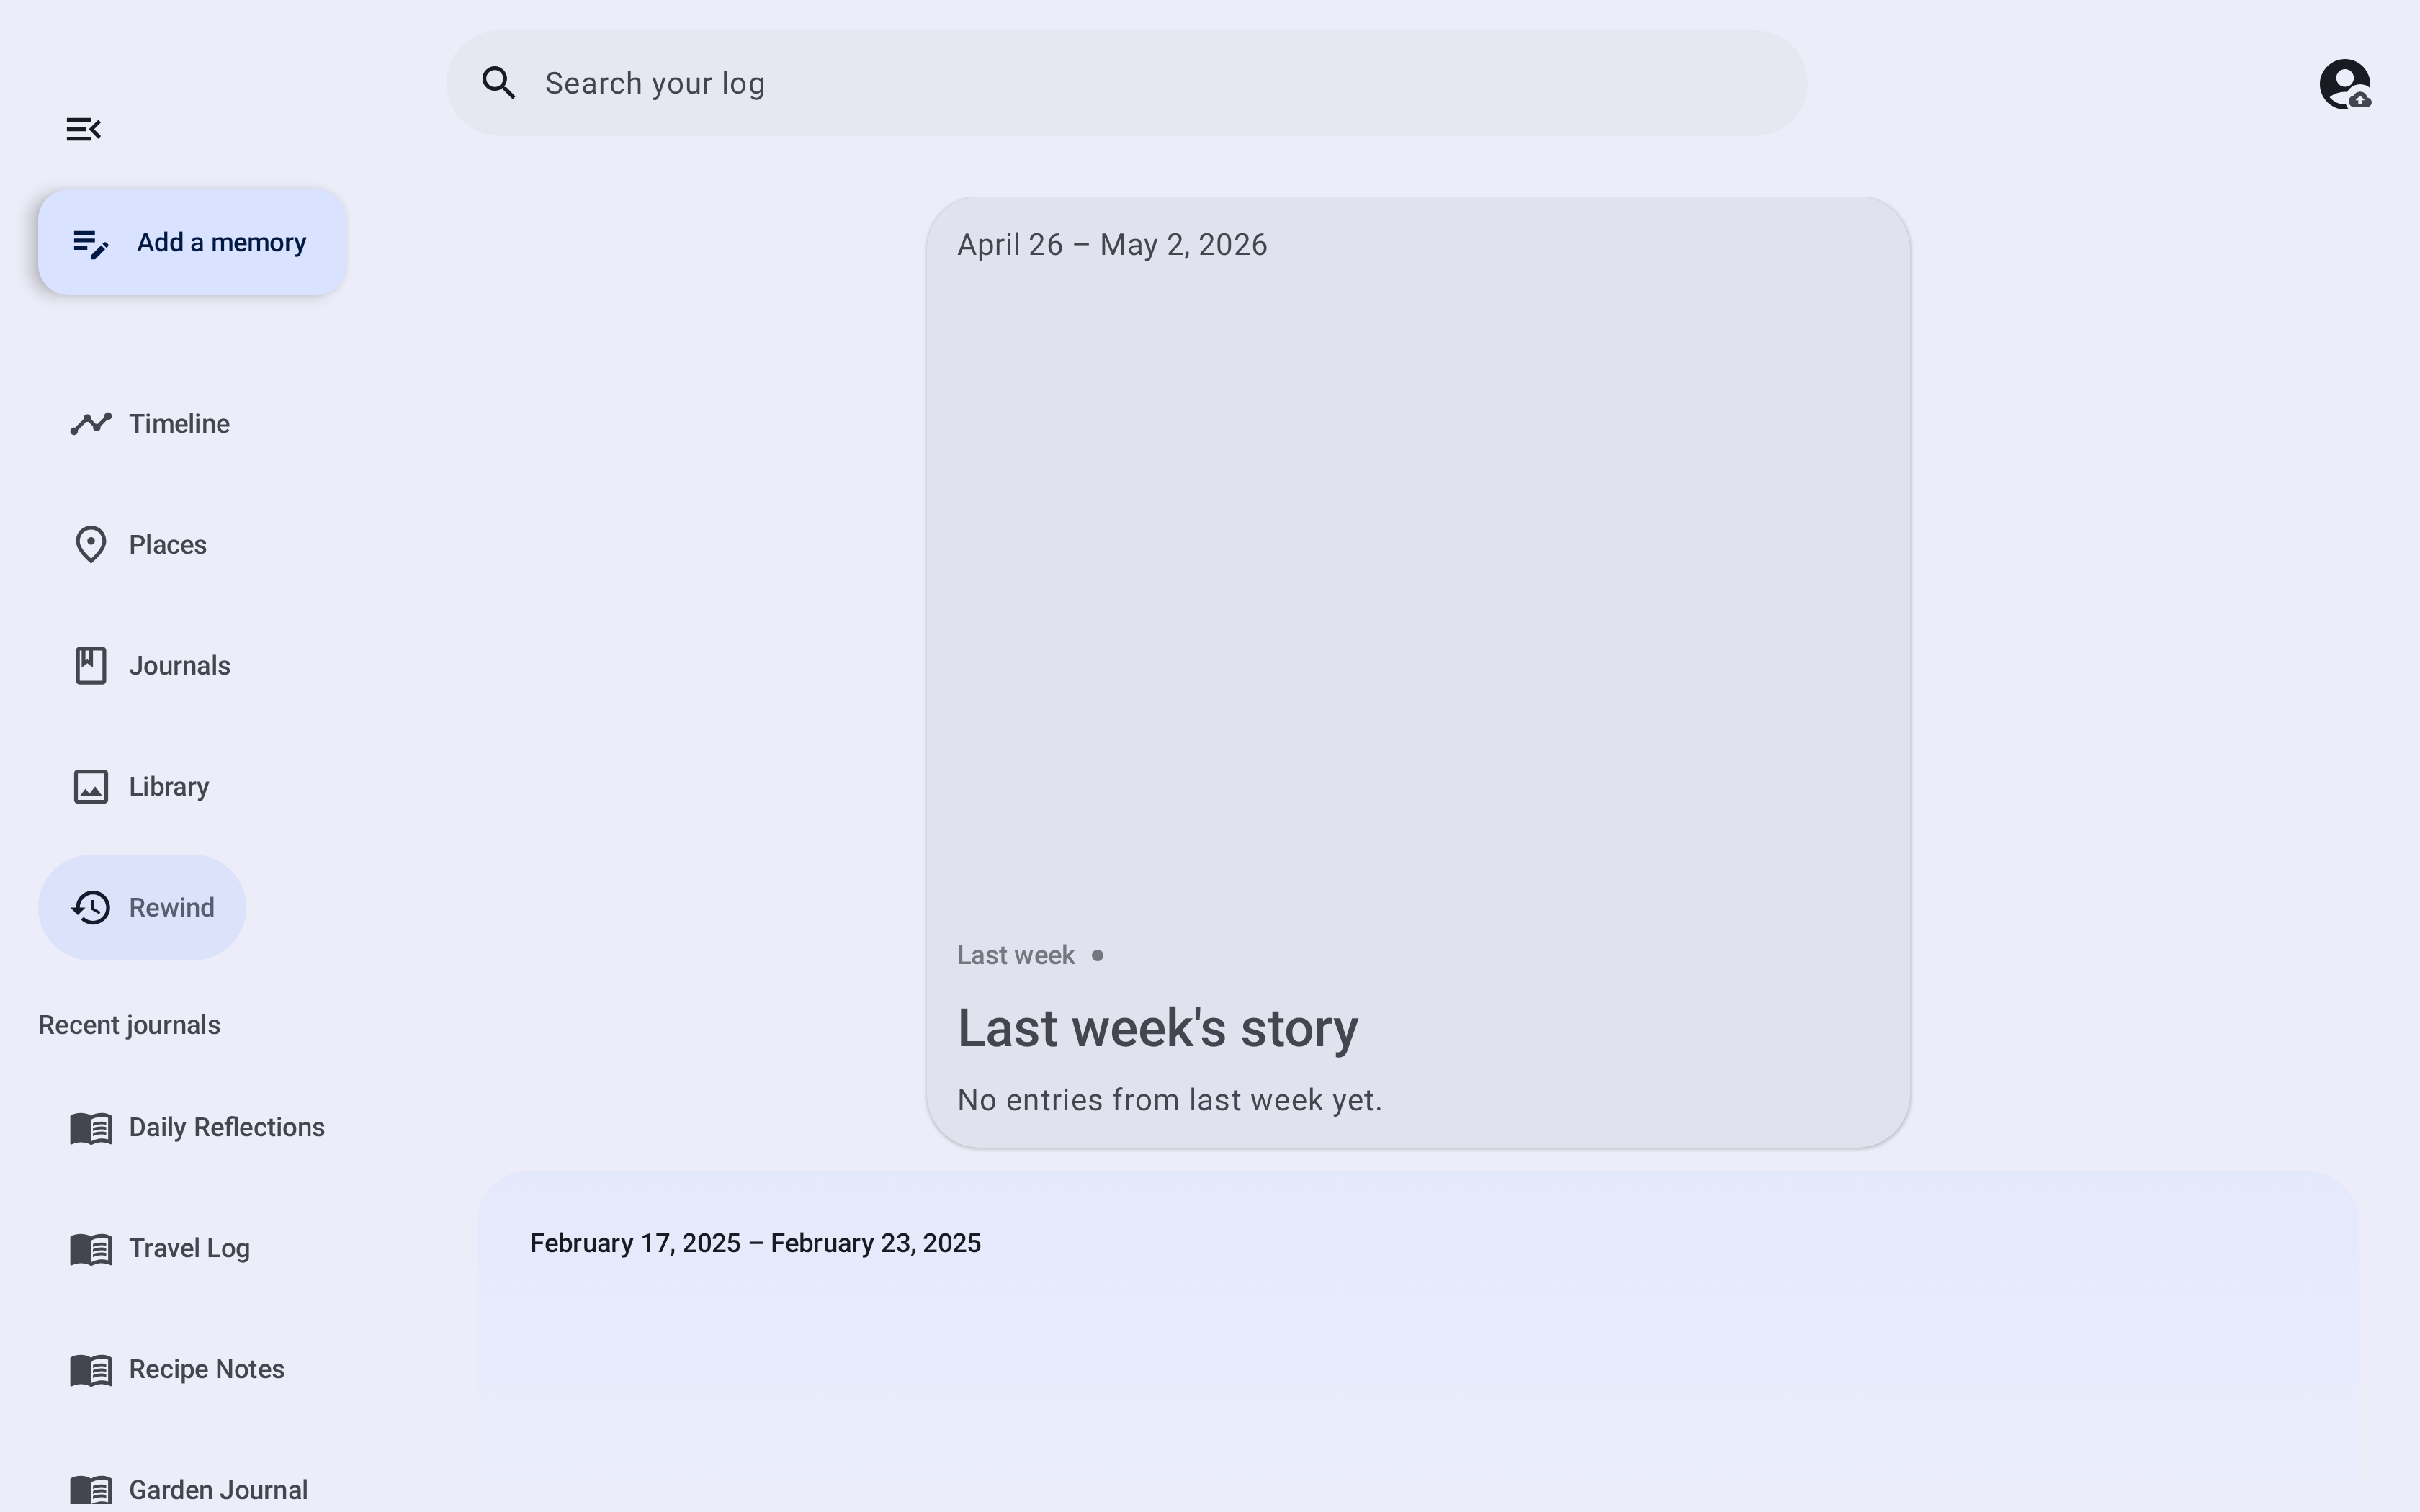 Search your log
Add a memory
Timeline
Places
Journals
Library
Rewind
Recent journals
Daily Reflections
Travel Log
Recipe Notes
Garden Journal
April 26 – May 2, 2026
Last week
Last week's story
No entries from last week yet.
February 17, 2025 – February 23, 2025